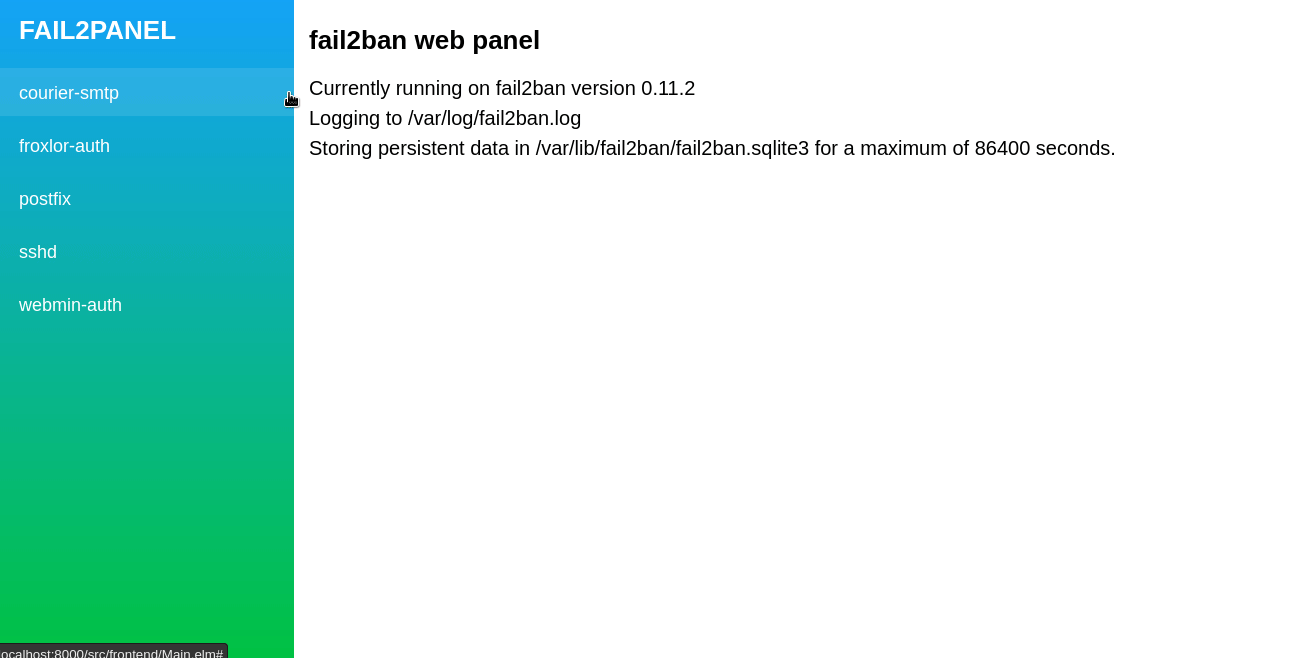 FAIL2PANEL
courier-smtp
froxlor-auth
postfix
sshd
webmin-auth
fail2ban web panel
Currently running on fail2ban version 0.11.2
Logging to /var/log/fail2ban.log
Storing persistent data in /var/lib/fail2ban/fail2ban.sqlite3 for a maximum of 86400 seconds.
ocalhost:8000/src/frontend/Main.elm#